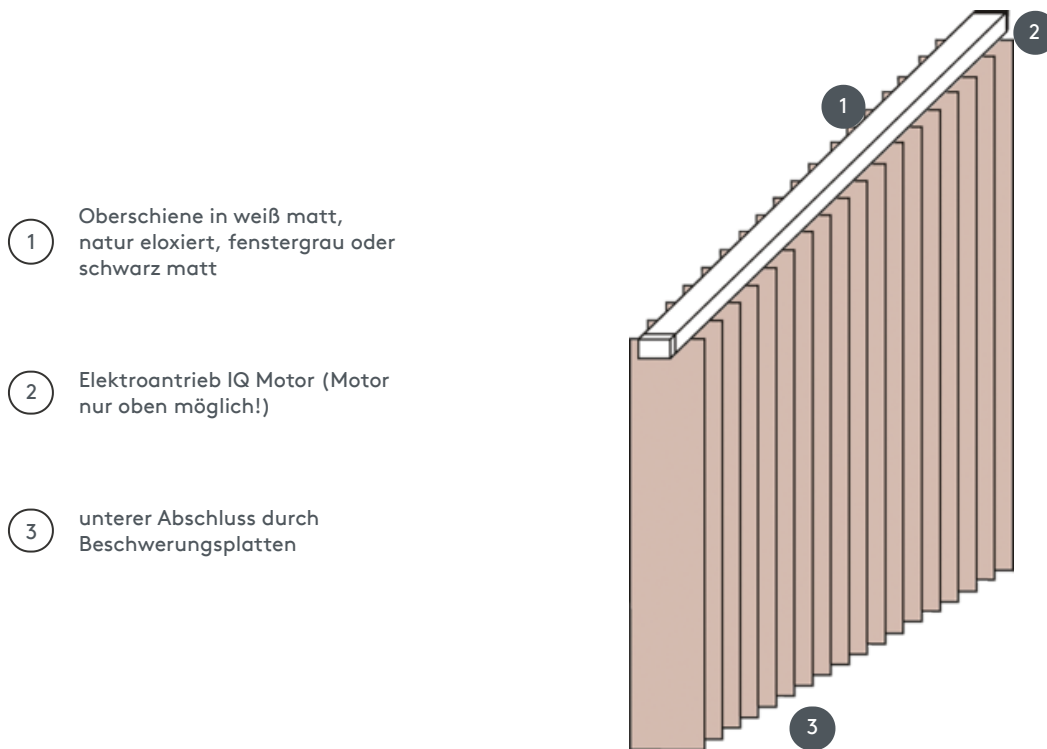 1
Oberschiene in weiß matt,
natur eloxiert, fenstergrau oder
schwarz matt
2
Elektroantrieb IQ Motor (Motor
nur oben möglich!)
3
unterer Abschluss durch
Beschwerungsplatten
2
1
3